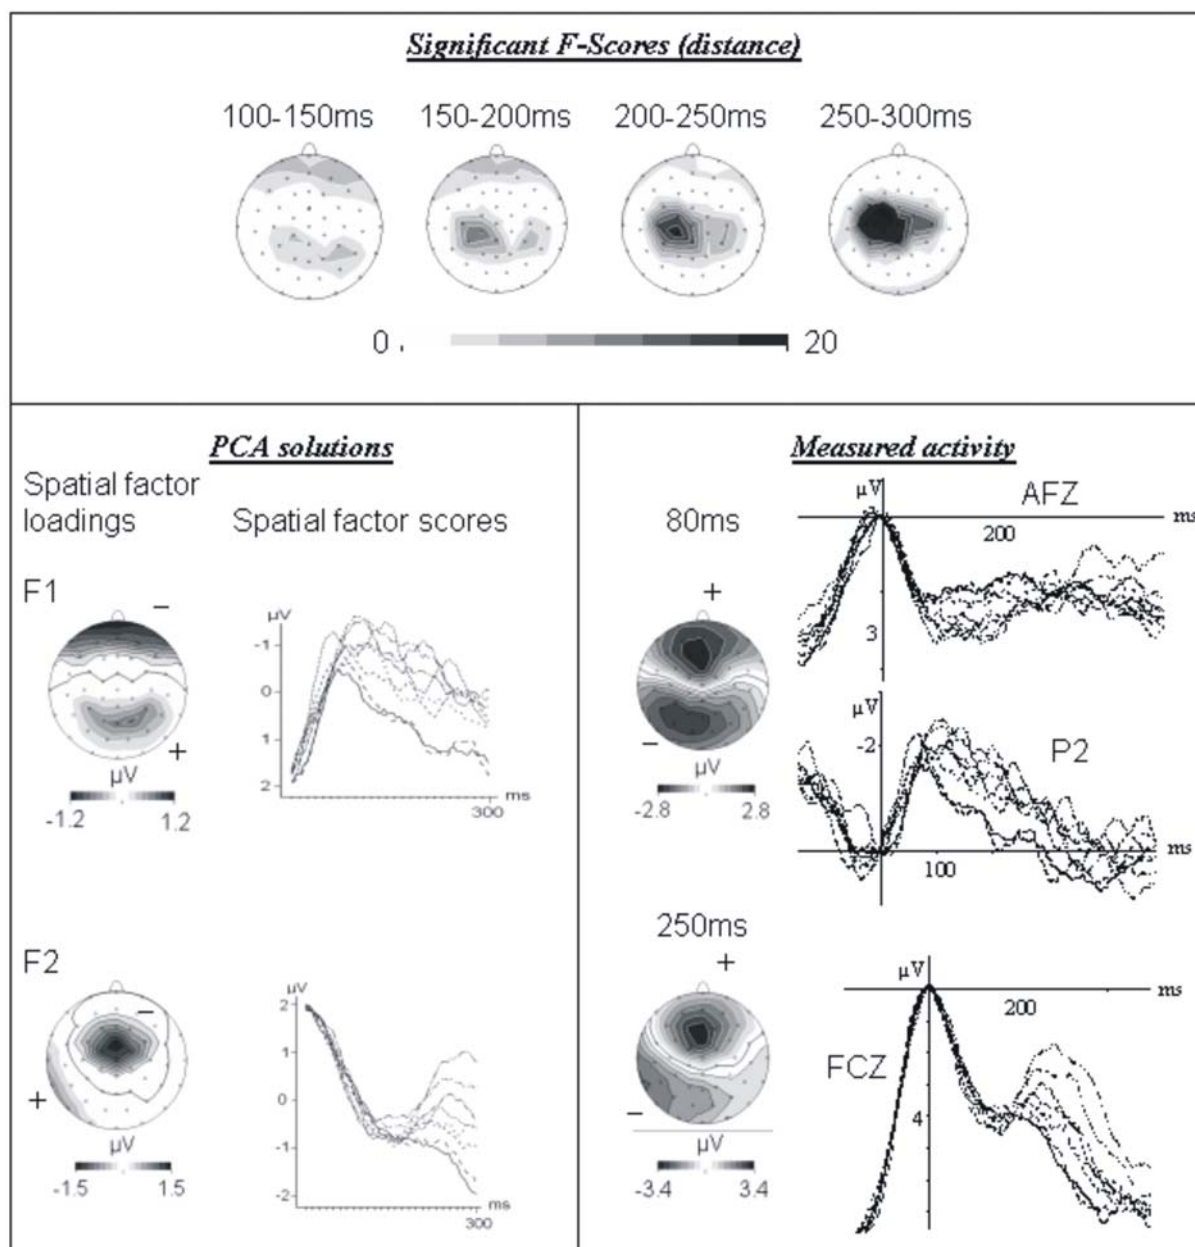 Significant F-Scores (distance)
100-150ms 150-200ms 200-250ms 250-300ms
0 20
PCA solutions
Spatial factor
loadings
Spatial factor scores
F1
−
+
µV
-1.2 1.2
µV
-1
0
1
2
ms
300
F2
−
+
µV
-1.5 1.5
µV
2
1
0
-1
-2
ms
300
Measured activity
80ms
+
−
µV
-2.8 2.8
µV
AFZ
ms
200
3
µV
-2
P2
ms
100
250ms
+
−
µV
-3.4 3.4
µV
ms
200
FCZ
4